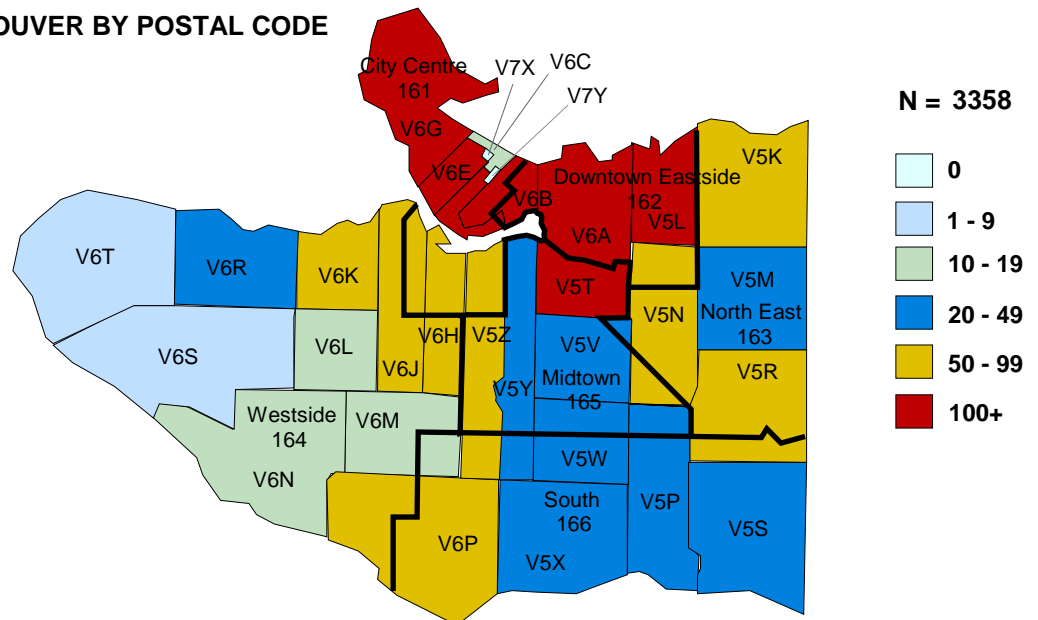 OUVER BY POSTAL CODE
City Centre
161
V7X
V6C
V7Y
N = 3358
V6G
V6E
V6B
Downtown Eastside
162
V5K
V5L
V6A
0
1 - 9
10 - 19
20 - 49
50 - 99
100+
V6T
V6R
V6K
V5T
V5M
North East
163
V6S
V6L
V6J
V6H
V5Z
V5Y
V5V
Midtown
165
V5N
V5R
Westside
164
V6M
V6N
V5W
South
166
V5P
V5S
V6P
V5X